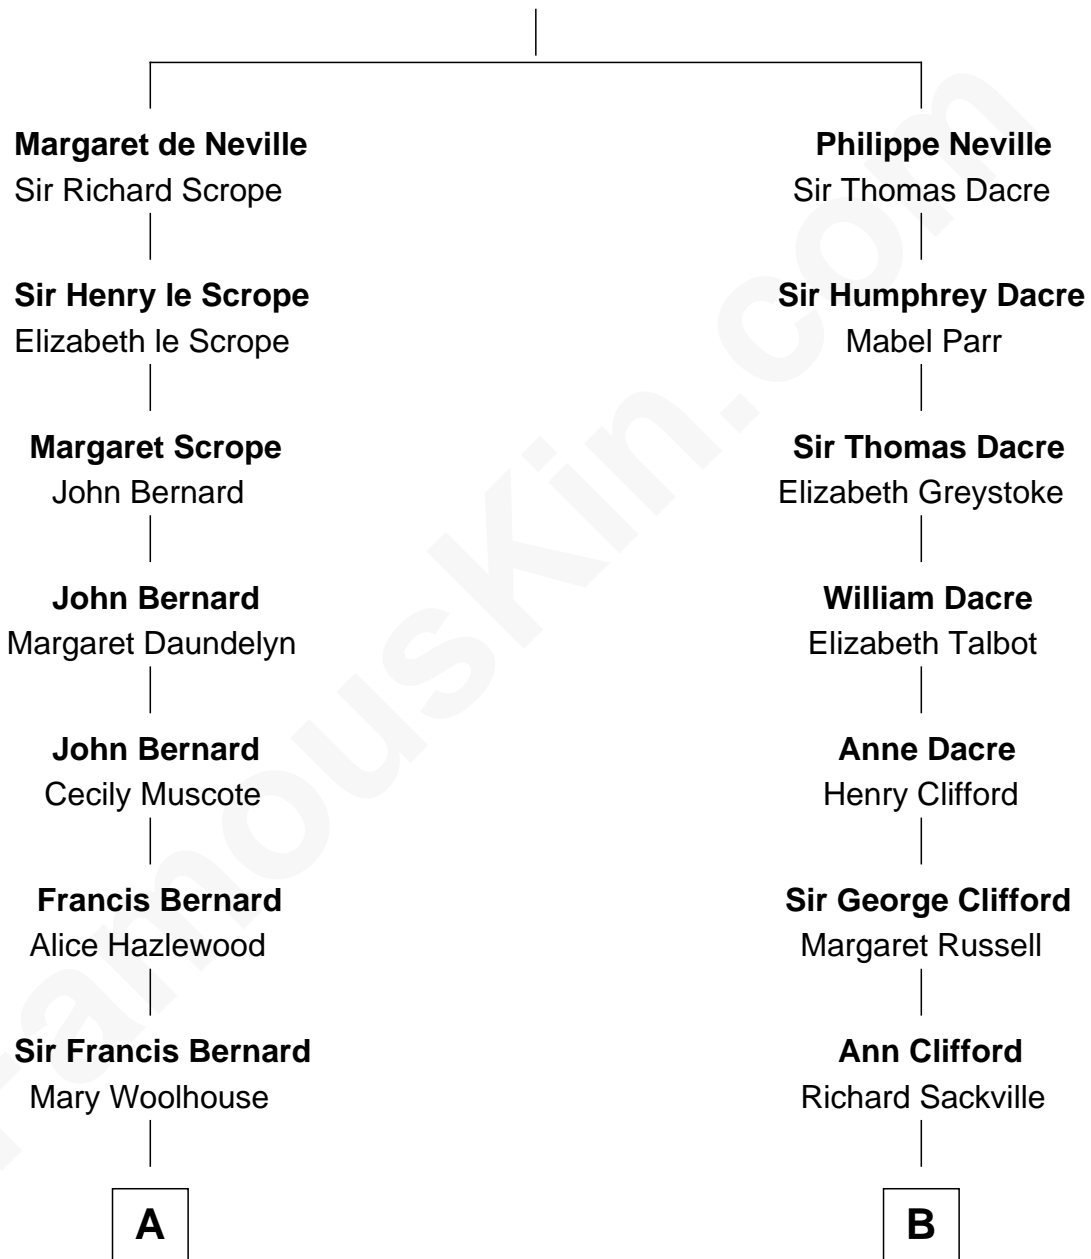 Margaret de Neville
Sir Richard Scrope
Sir Henry le Scrope
Elizabeth le Scrope
Margaret Scrope
John Bernard
John Bernard
Margaret Daundelyn
John Bernard
Cecily Muscote
Francis Bernard
Alice Hazlewood
Sir Francis Bernard
Mary Woolhouse
A
Philippe Neville
Sir Thomas Dacre
Sir Humphrey Dacre
Mabel Parr
Sir Thomas Dacre
Elizabeth Greystoke
William Dacre
Elizabeth Talbot
Anne Dacre
Henry Clifford
Sir George Clifford
Margaret Russell
Ann Clifford
Richard Sackville
B
FamousKin.com